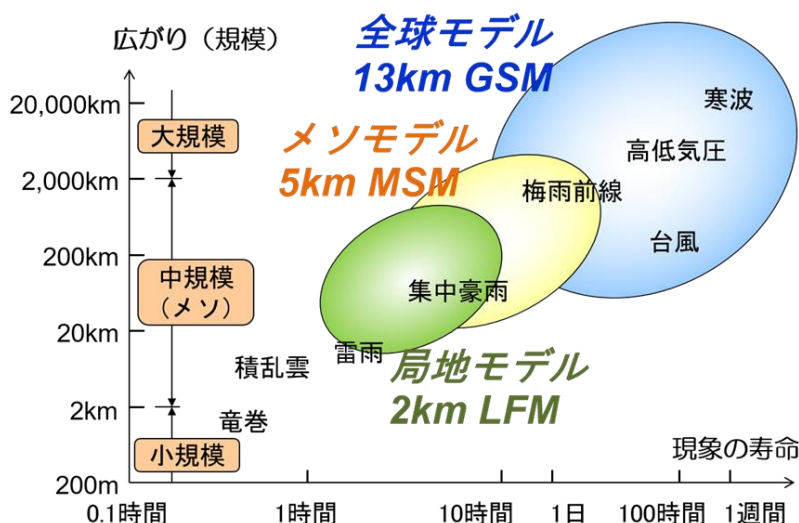 広がり（規模）
全球モデル
13km GSM
20,000km
寒波
大規模
メソモデル
高低気圧
2,000km
5km MSM
梅雨前線
200km
台風
中規模
（メソ）
集中豪雨
20km
雷雨
局地モデル
積乱雲
2km
2km LFM
竜巻
小規模
現象の寿命
200m
0.1時間
1時間
10時間
1日
100時間
1週間